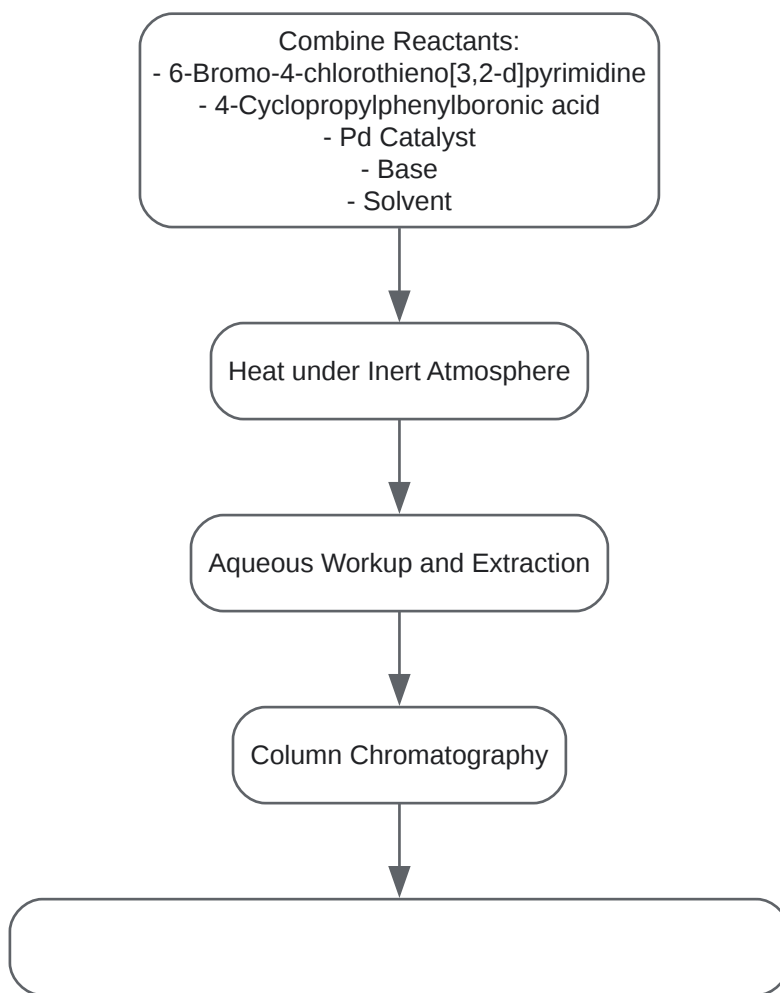 Combine Reactants:
- 6-Bromo-4-chlorothieno[3,2-d]pyrimidine
- 4-Cyclopropylphenylboronic acid
- Pd Catalyst
- Base
- Solvent
Heat under Inert Atmosphere
Aqueous Workup and Extraction
Column Chromatography